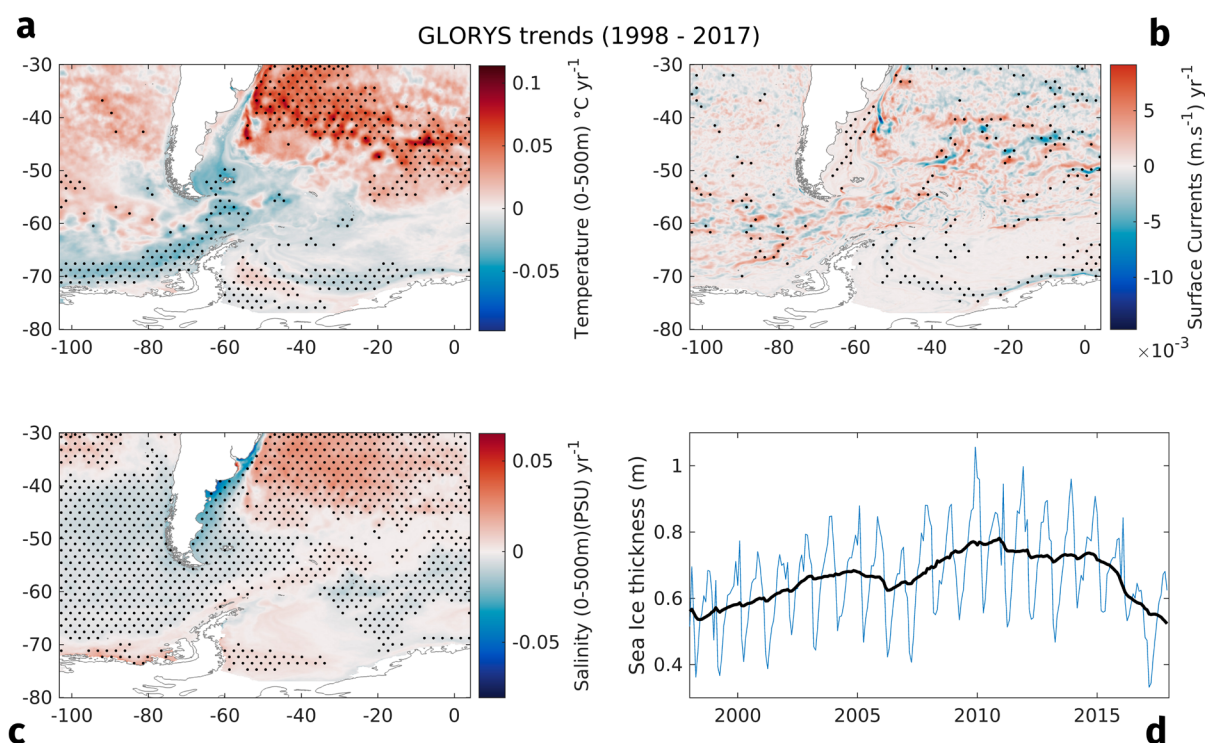 a
GLORYS trends (1998 - 2017)
b
-30
-40
-50
-60
-70
-80
-100 -80 -60 -40 -20 0
0.1
0.05
0
-0.05
Temperature (0-500m) °C yr-1
-30
-40
-50
-60
-70
-80
-100 -80 -60 -40 -20 0
5
0
-5
-10
×10-3
Surface Currents (m.s-1) yr-1
-30
-40
-50
-60
-70
-80
-100 -80 -60 -40 -20 0
0.05
0
-0.05
Salinity (0-500m)(PSU) yr-1
c
1
0.8
0.6
0.4
Sea Ice thickness (m)
2000 2005 2010 2015
d